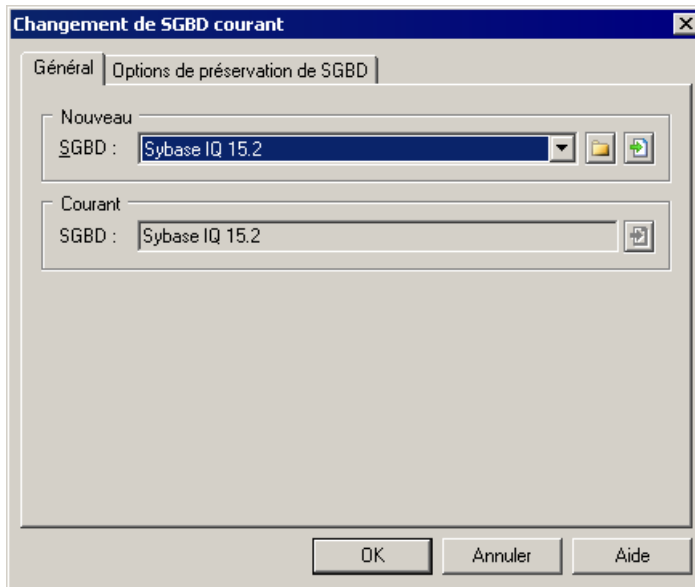 Changement de SGBD courant
Général
Options de préservation de SGBD
Nouveau
SGBD :
Sybase IQ 15.2
Courant
SGBD :
Sybase IQ 15.2
OK
Annuler
Aide